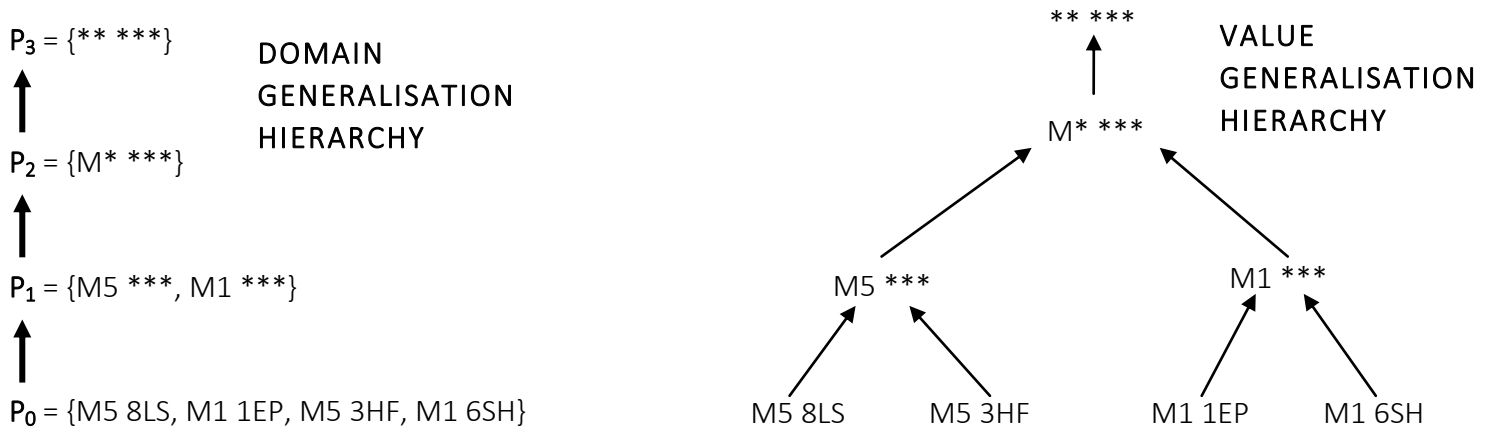 P₃ = {** ***}
DOMAIN
GENERALISATION
HIERARCHY
P₂ = {M* ***}
P₁ = {M5 ***, M1 ***}
P₀ = {M5 8LS, M1 1EP, M5 3HF, M1 6SH}
** ***
VALUE
GENERALISATION
HIERARCHY
M* ***
M5 ***
M1 ***
M5 8LS
M5 3HF
M1 1EP
M1 6SH